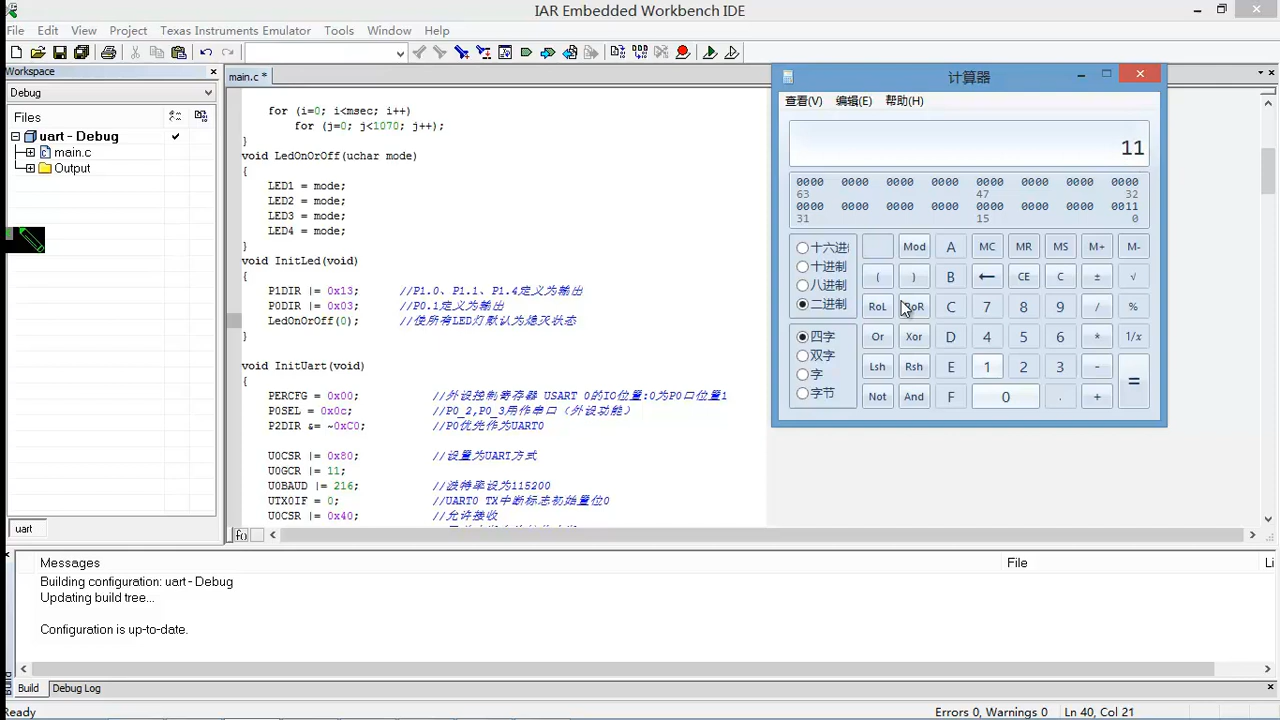 IAR Embedded Workbench IDE
File Edit View Project Texas Instruments Emulator Tools Window Help
Workspace
main.c *
Debug
Files
uart - Debug
main.c
Output
uart
for (i=0; i<msec; i++)
for (j=0; j<1070; j++);
}
void LedOnOrOff(uchar mode)
{
LED1 = mode;
LED2 = mode;
LED3 = mode;
LED4 = mode;
}
void InitLed(void)
{
P1DIR |= 0x13; //P1.0、P1.1、P1.4定义为输出
P0DIR |= 0x03; //P0.1定义为输出
LedOnOrOff(0); //使所有LED灯默认为熄灭状态
}
void InitUart(void)
{
PERCFG = 0x00; //外设控制寄存器 USART 0的IO位置:0为P0口位置1
P0SEL = 0x0c; //P0_2,P0_3用作串口（外设功能）
P2DIR &= ~0xC0; //P0优先作为UART0
U0CSR |= 0x80; //设置为UART方式
U0GCR |= 11;
U0BAUD |= 216; //波特率设为115200
UTX0IF = 0; //UART0 TX中断标志初始置位0
U0CSR |= 0x40; //允许接收
计算器
查看(V) 编辑(E) 帮助(H)
11
0000 0000 0000 0000 0000 0000 0000 0000
63 47 32
0000 0000 0000 0000 0000 0000 0000 0011
31 15 0
十六进 Mod A MC MR MS M+ M-
十进制 ( ) B ← CE C ± √
八进制
二进制 RoL RoR C 7 8 9 / %
四字 Or Xor D 4 5 6 * 1/x
双字
字 Lsh Rsh E 1 2 3 - =
字节 Not And F 0 . +
Messages File Li
Building configuration: uart - Debug
Updating build tree...
Configuration is up-to-date.
Build Debug Log
Ready Errors 0, Warnings 0 Ln 40, Col 21